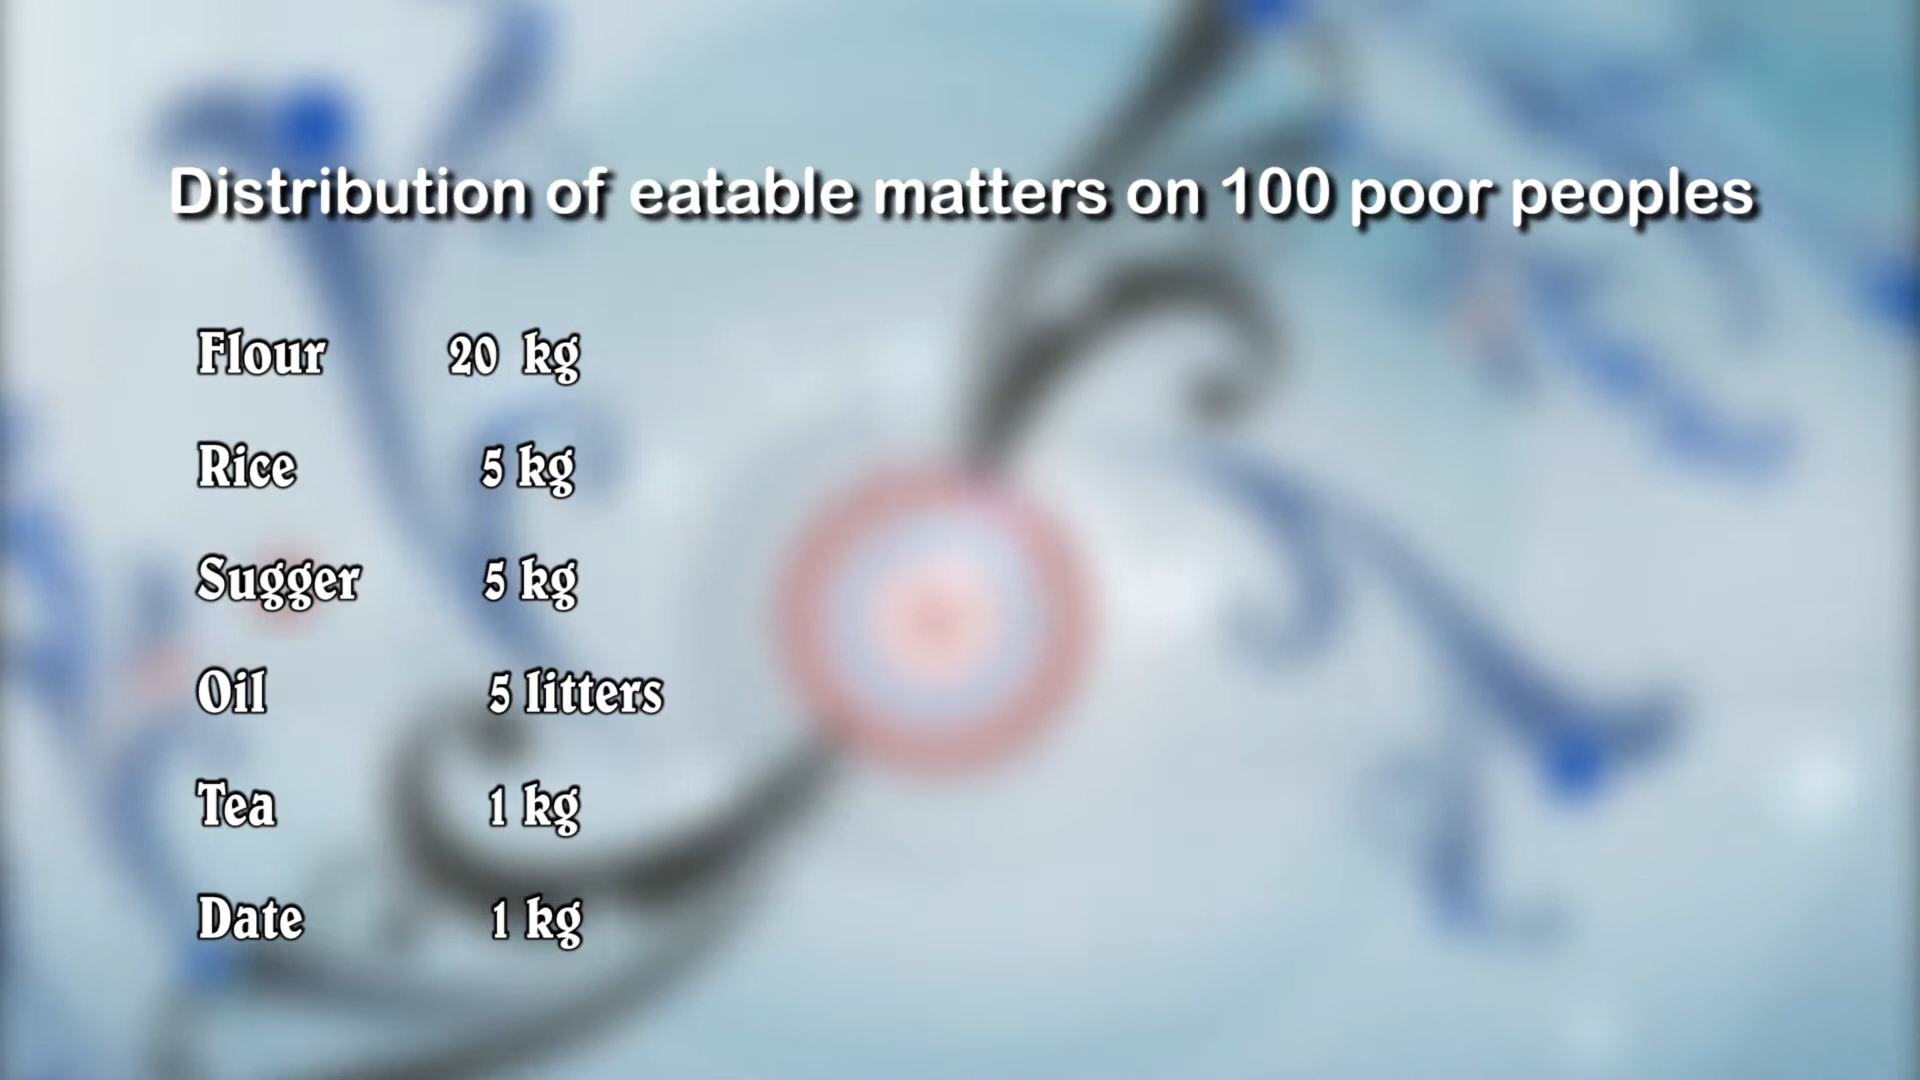 Distribution of eatable matters on 100 poor peoples
Flour 20 kg
Rice 5 kg
Sugger 5 kg
Oil 5 litters
Tea 1 kg
Date 1 kg